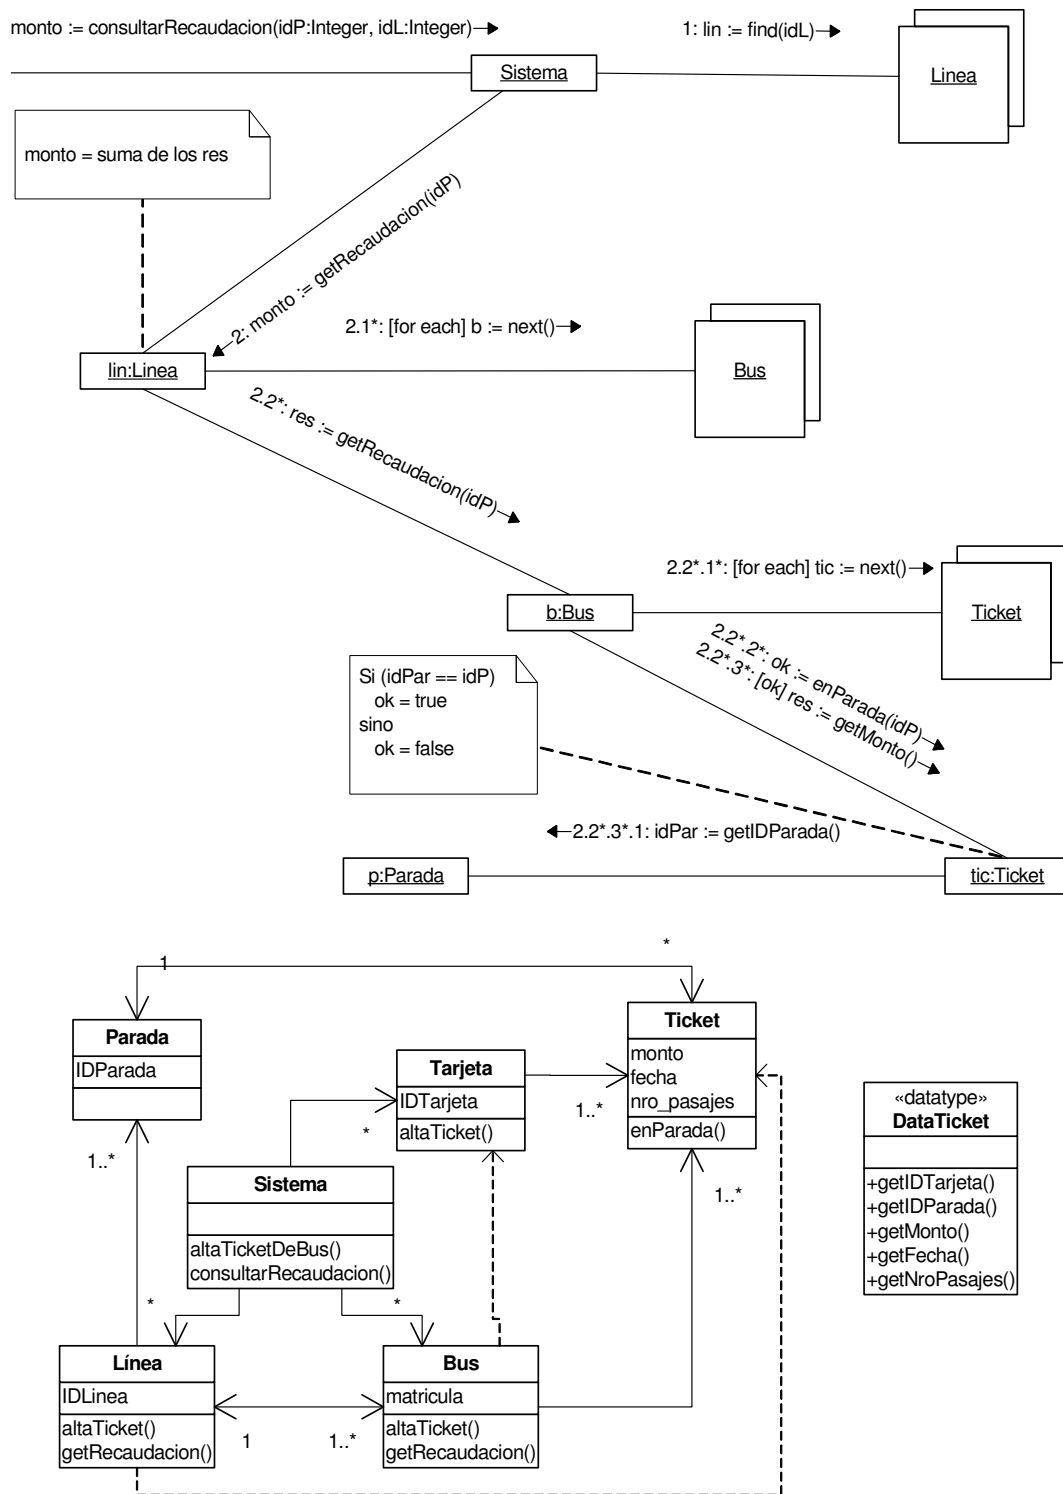 monto := consultarRecaudacion(idP:Integer, idL:Integer)
1: lin := find(idL)
Sistema
Linea
monto = suma de los res
2: monto := getRecaudacion(idP)
2.1*: [for each] b := next()
lin:Linea
Bus
2.2*: res := getRecaudacion(idP)
2.2*.1*: [for each] tic := next()
b:Bus
Ticket
2.2*.2*: ok := enParada(idP)
2.2*.3*: [ok] res := getMonto()
Si (idPar == idP)
ok = true
sino
ok = false
2.2*.3*.1: idPar := getIDParada()
p:Parada
tic:Ticket
1
*
Parada
IDParada
Tarjeta
IDTarjeta
altaTicket()
Ticket
monto
fecha
nro_pasajes
enParada()
1..*
*
«datatype»
DataTicket
+getIDTarjeta()
+getIDParada()
+getMonto()
+getFecha()
+getNroPasajes()
1..*
Sistema
altaTicketDeBus()
consultarRecaudacion()
1..*
*
*
Línea
IDLinea
altaTicket()
getRecaudacion()
1
1..*
Bus
matricula
altaTicket()
getRecaudacion()